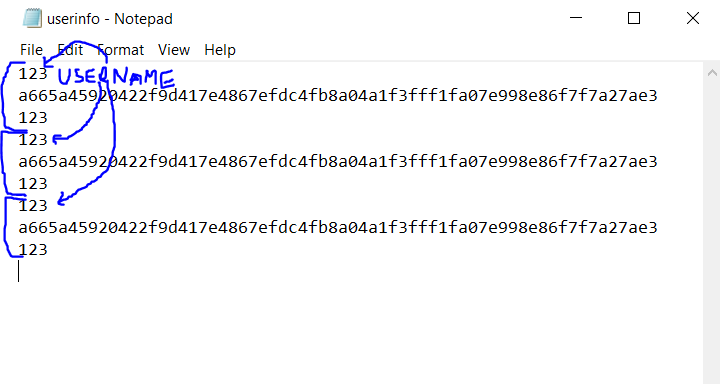 userinfo - Notepad
File Edit Format View Help
123 USERNAME
a665a45920422f9d417e4867efdc4fb8a04a1f3fff1fa07e998e86f7f7a27ae3
123
123
a665a45920422f9d417e4867efdc4fb8a04a1f3fff1fa07e998e86f7f7a27ae3
123
123
a665a45920422f9d417e4867efdc4fb8a04a1f3fff1fa07e998e86f7f7a27ae3
123